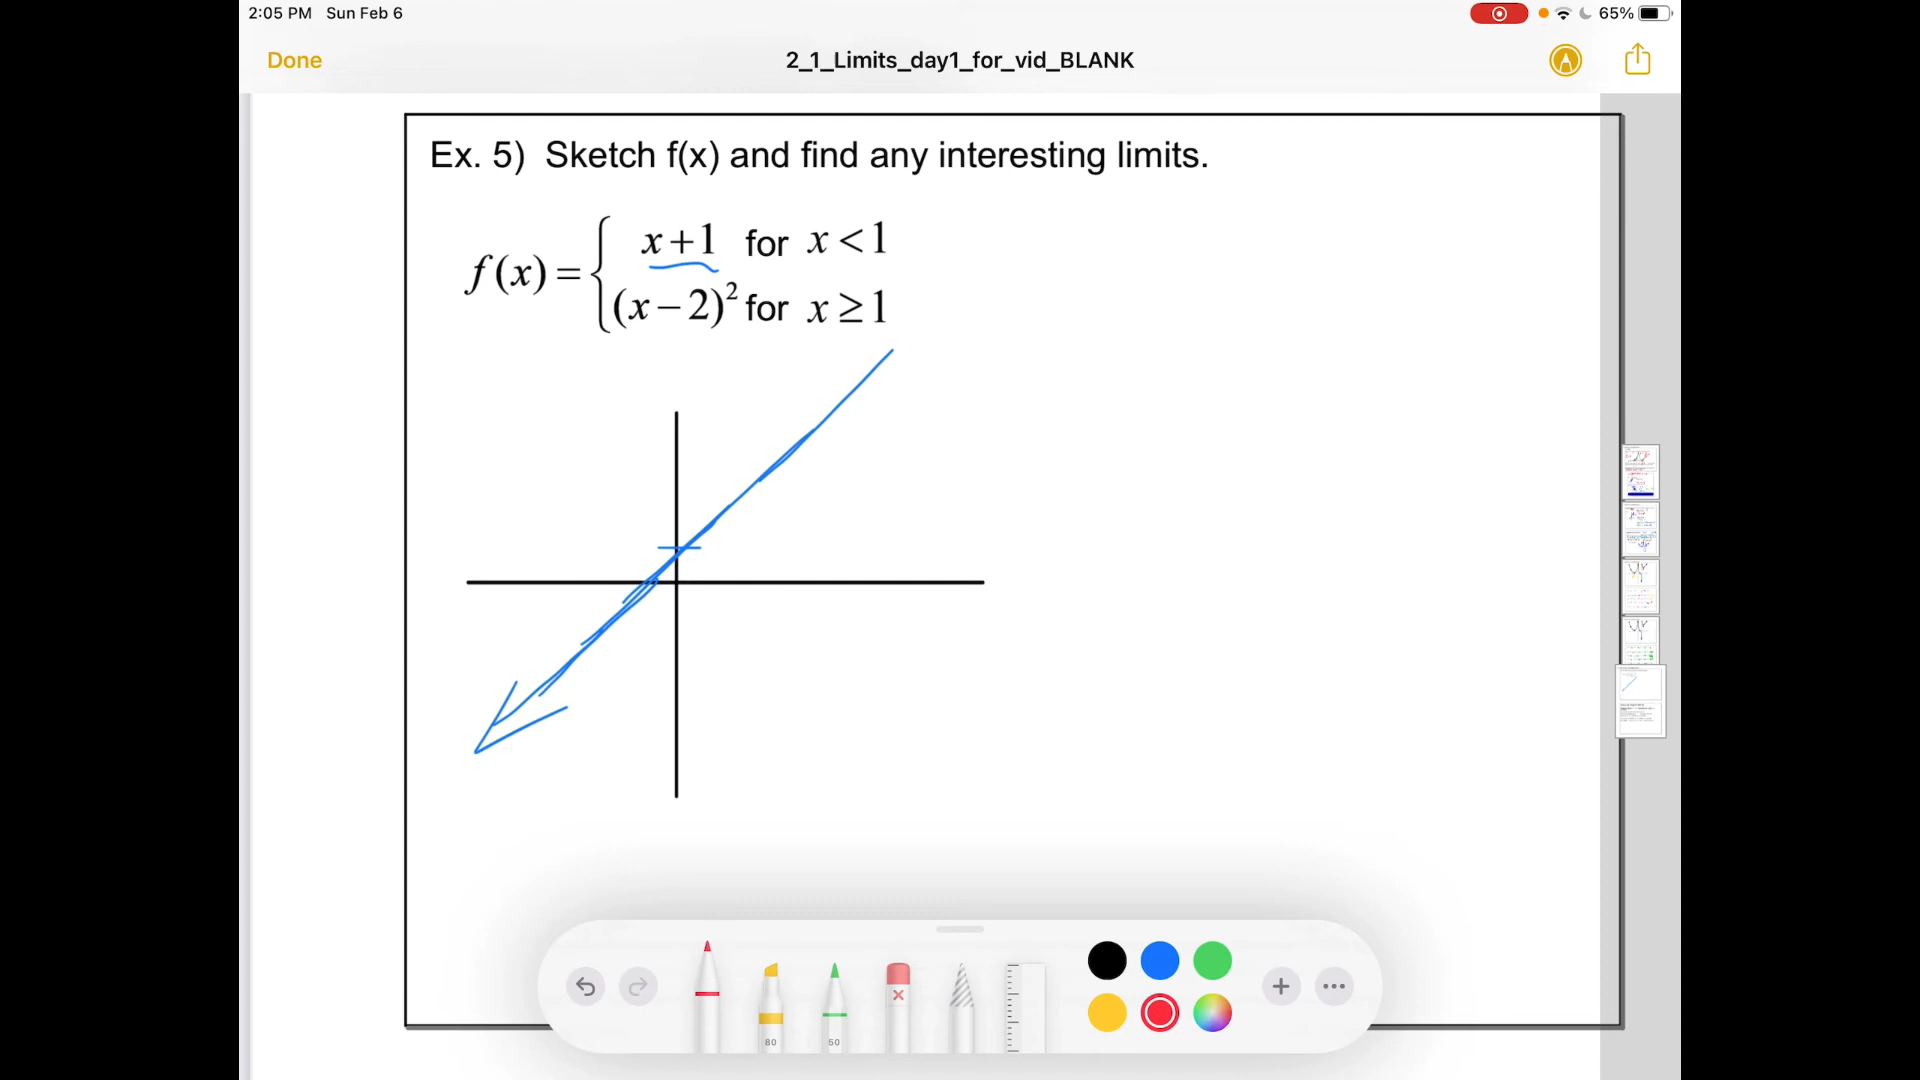 2:05 PM Sun Feb 6
65%
Done
2_1_Limits_day1_for_vid_BLANK
Ex. 5) Sketch f(x) and find any interesting limits.
x+1 for x<1
f(x)=
(x−2)² for x≥1
80
50